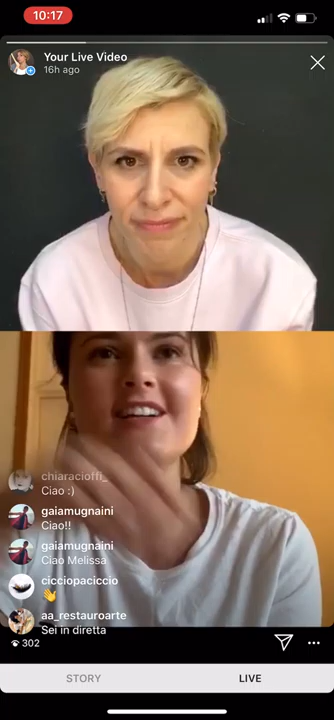 10:17
Your Live Video
16h ago
chiaracioffi_
Ciao :)
gaiamugnaini
Ciao!!
gaiamugnaini
Ciao Melissa
cicciopaciccio
👋
aa_restauroarte
Sei in diretta
302
STORY
LIVE